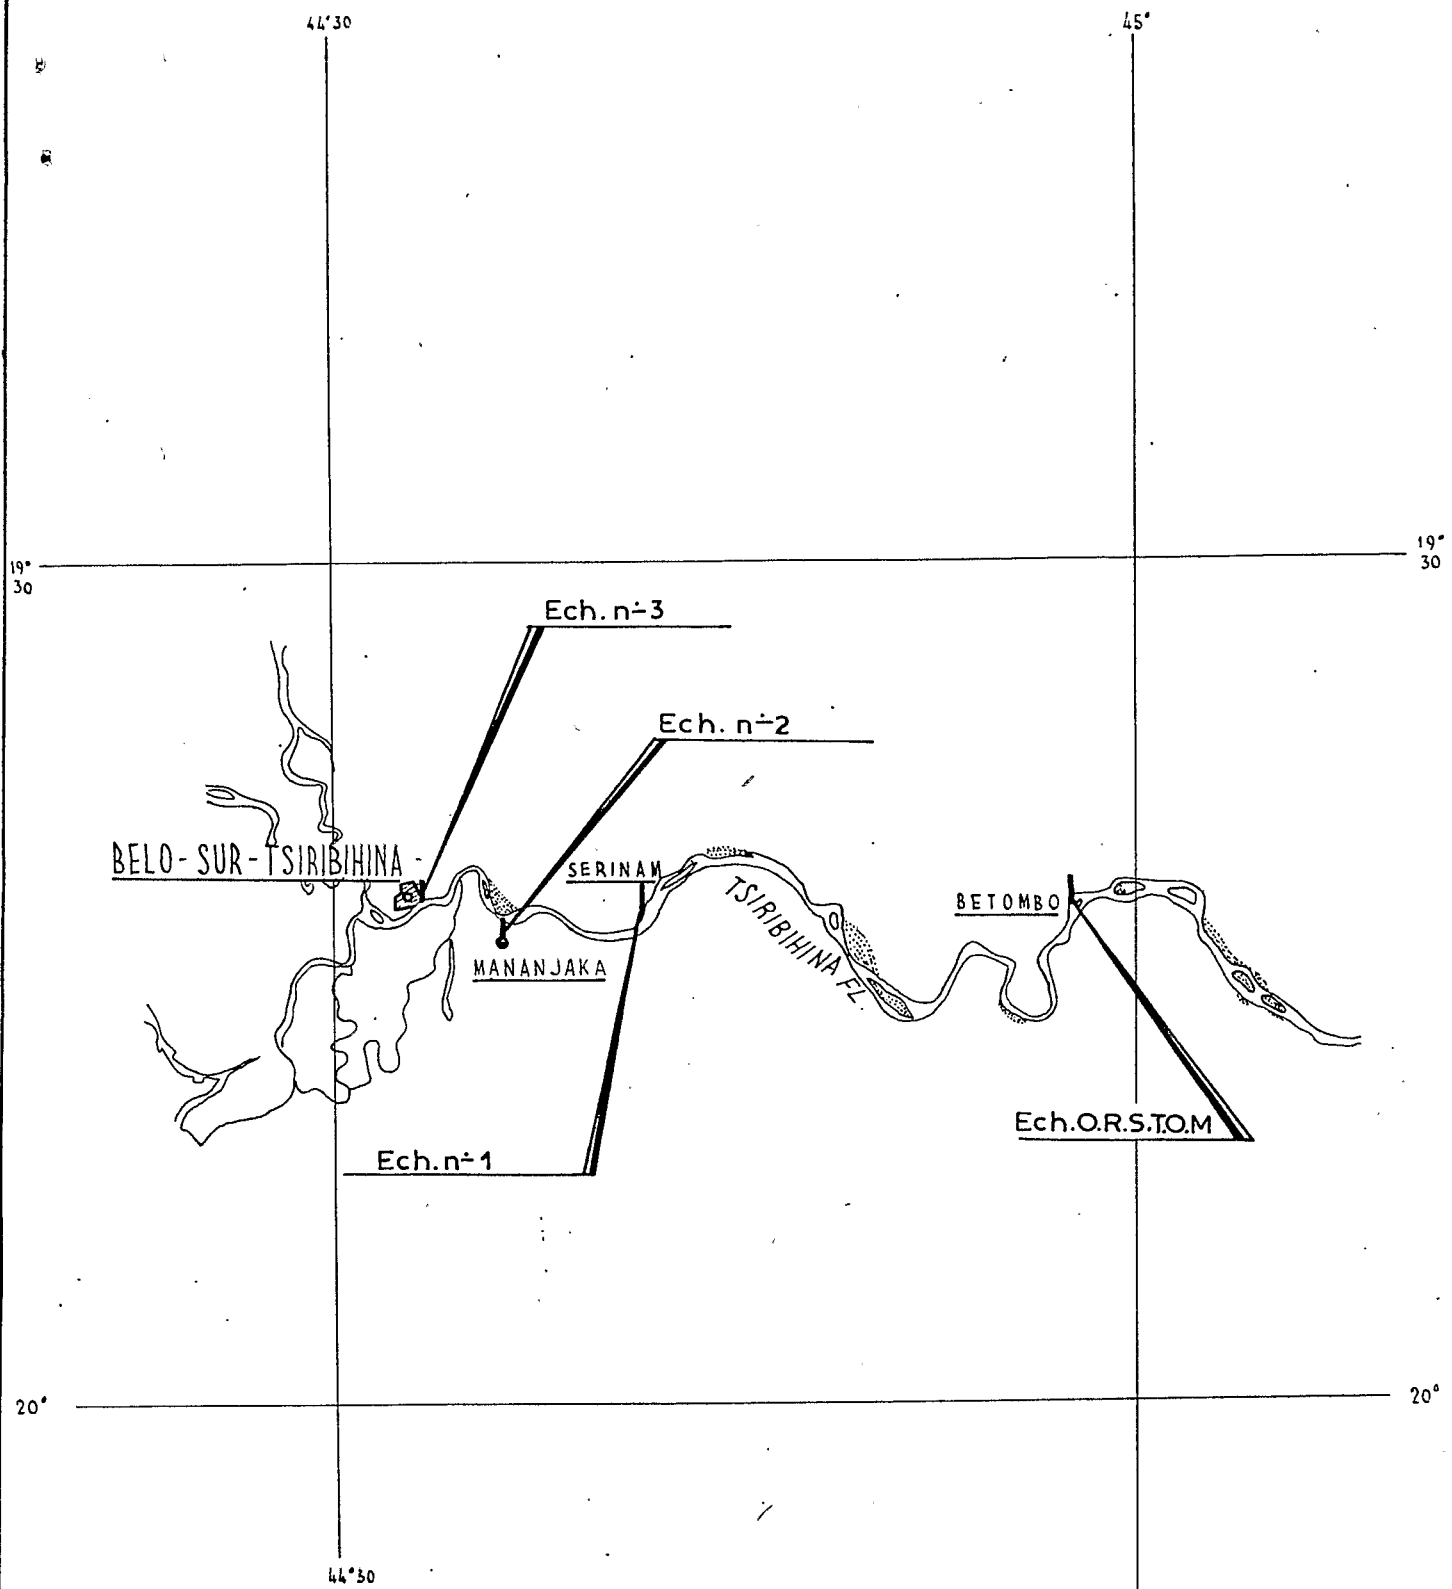 44°30
45°
19°
30
19°
30
Ech. n°3
Ech. n°2
BELO-SUR-TSIRIBIHINA
SERINAM
BETOMBO
TSIRIBIHINA FL
MANANJAKA
Ech.O.R.S.T.O.M
Ech.n°1
20°
20°
44°30